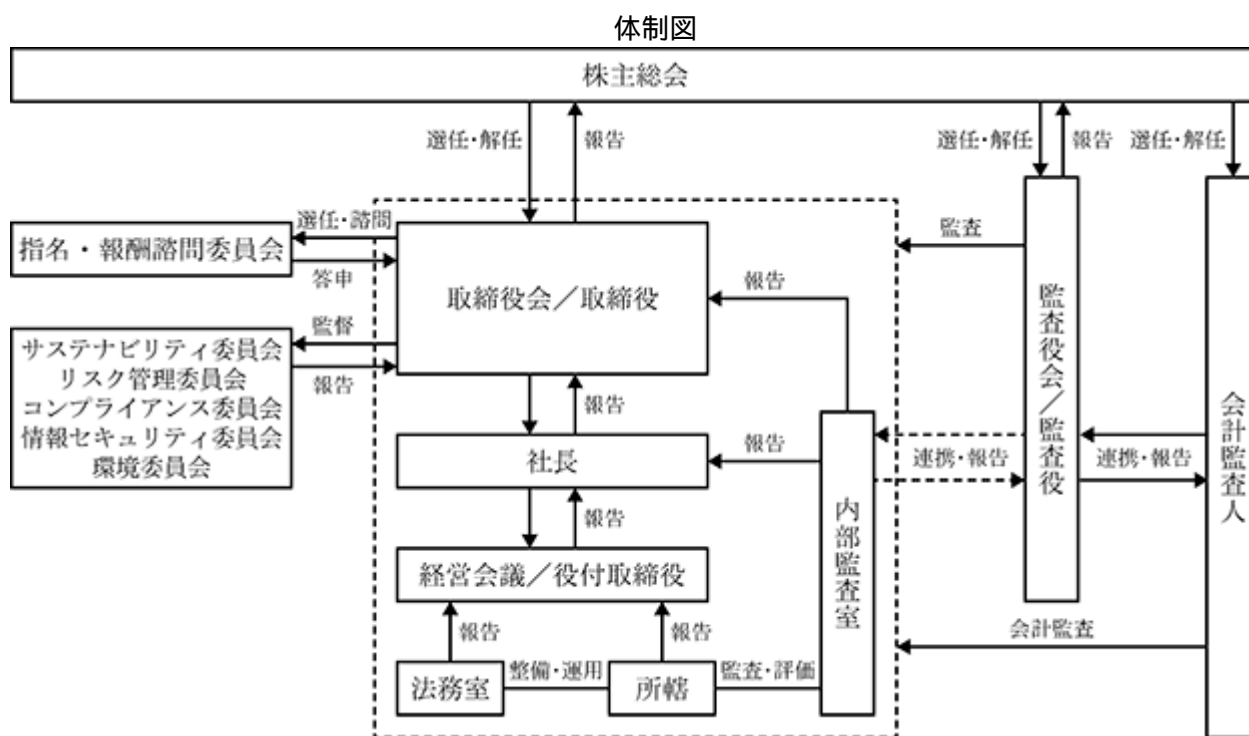 体制図
株主総会
選任・解任
報告
選任・解任
報告
選任・解任
選任・諮問
指名・報酬諮問委員会
答申
監査
取締役会／取締役
報告
監督
サステナビリティ委員会
リスク管理委員会
コンプライアンス委員会
情報セキュリティ委員会
環境委員会
報告
報告
監査役会／監査役
会計監査人
社長
報告
連携・報告
連携・報告
報告
内部監査室
経営会議／役付取締役
報告
報告
会計監査
法務室
整備・運用
所轄
監査・評価